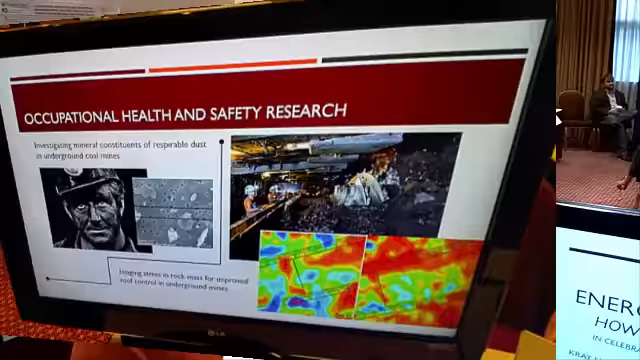 OCCUPATIONAL HEALTH AND SAFETY RESEARCH
Investigating mineral constituents of respirable dust
in underground coal mines
Imaging stress in rock mass for improved
roof control in underground mines
LG
ENERG
HOW
IN CELEBRA
KRAY